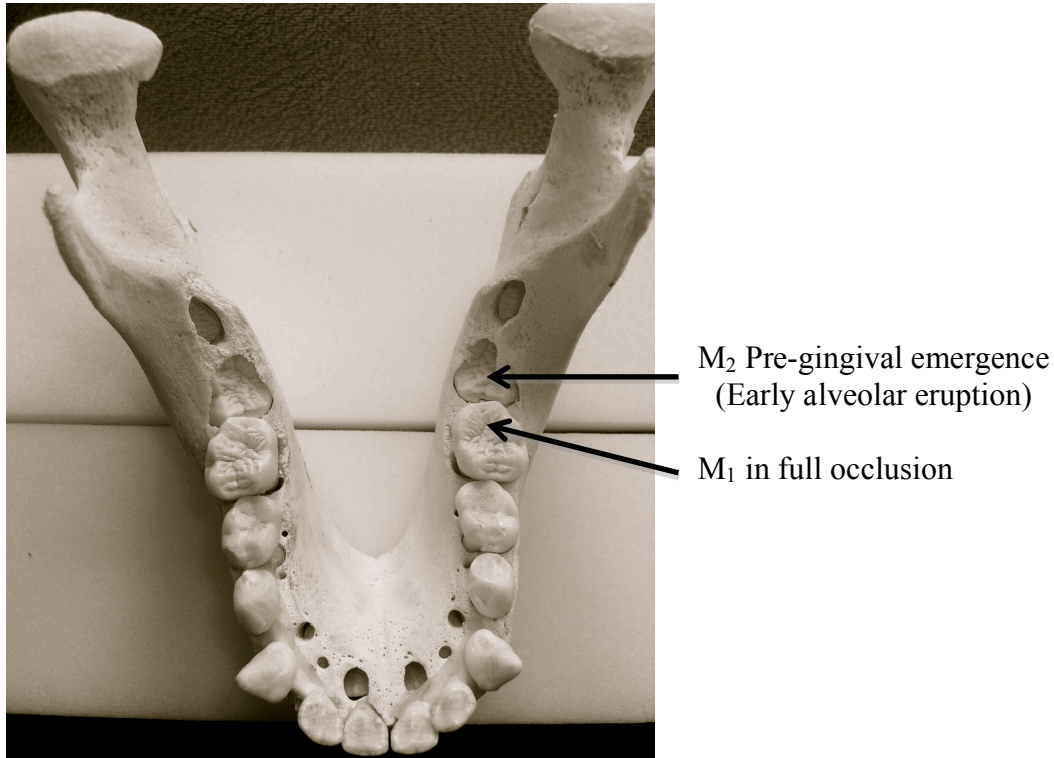 M₂ Pre-gingival emergence
(Early alveolar eruption)
M₁ in full occlusion